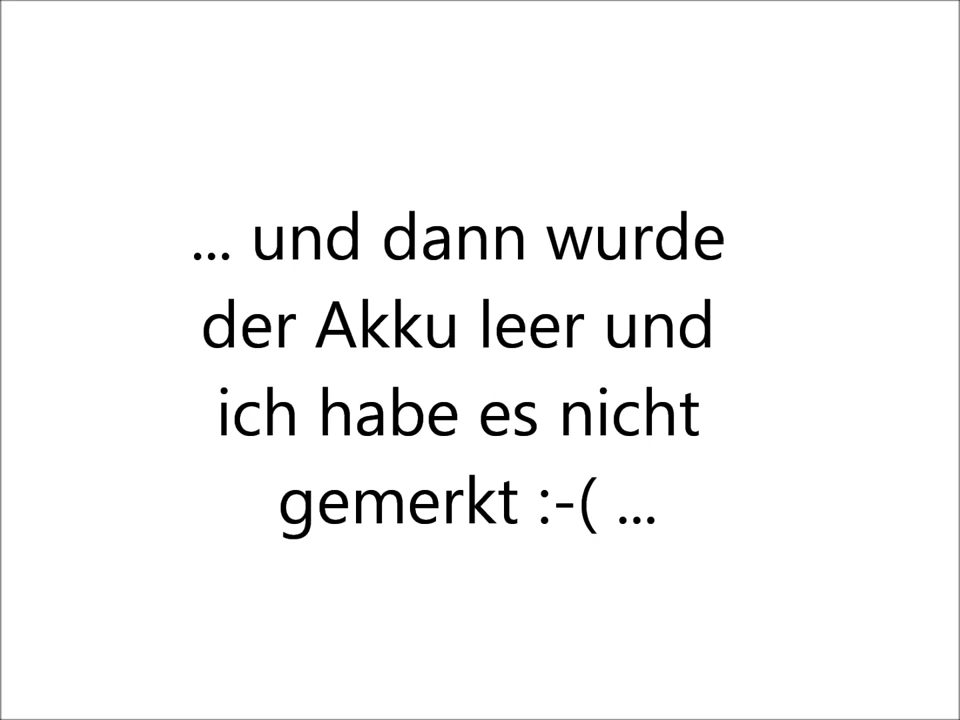 ... und dann wurde
der Akku leer und
ich habe es nicht
gemerkt :-( ...